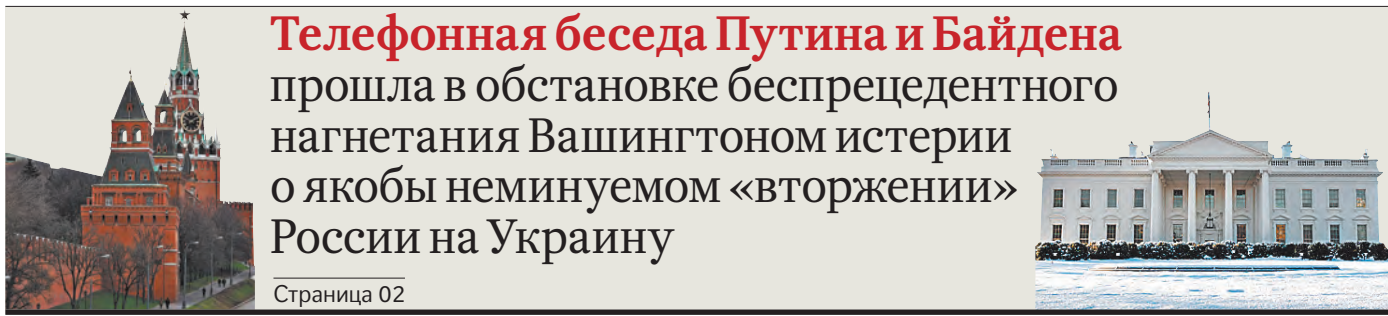 Телефонная беседа Путина и Байдена
прошла в обстановке беспрецедентного
нагнетания Вашингтоном истерии
о якобы неминуемом «вторжении»
России на Украину
Страница 02